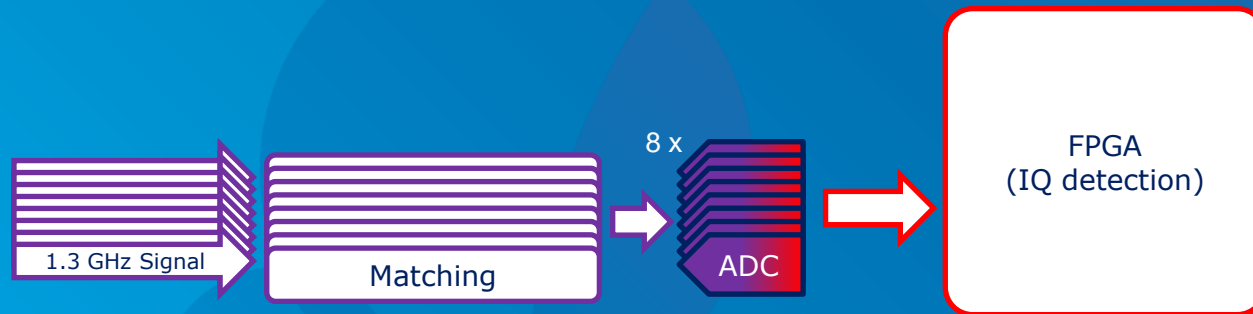 1.3 GHz Signal
Matching
8 x
ADC
FPGA
(IQ detection)